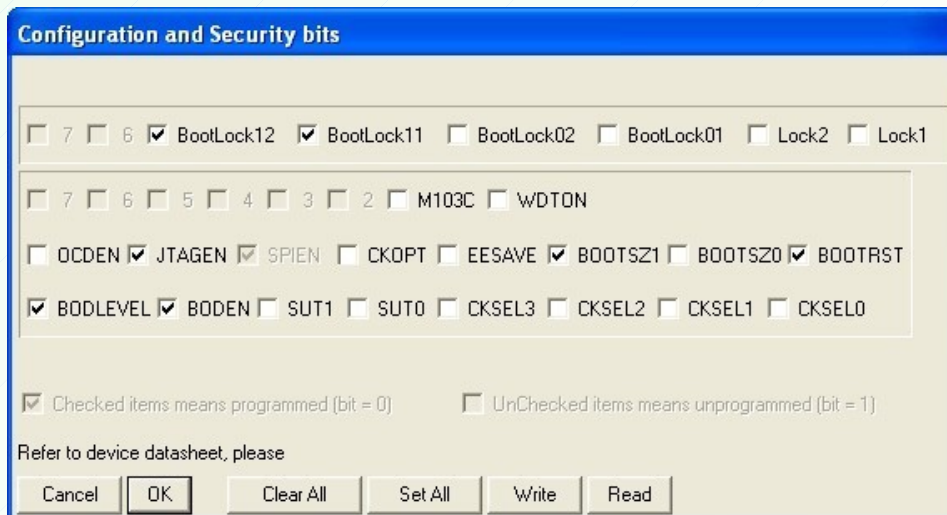 Configuration and Security bits
7 6 BootLock12 BootLock11 BootLock02 BootLock01 Lock2 Lock1
7 6 5 4 3 2 M103C WDTON
OCDEN JTAGEN SPIEN CKOPT EESAVE BOOTSZ1 BOOTSZ0 BOOTRST
BODLEVEL BODEN SUT1 SUT0 CKSEL3 CKSEL2 CKSEL1 CKSEL0
Checked items means programmed (bit = 0) UnChecked items means unprogrammed (bit = 1)
Refer to device datasheet, please
Cancel OK Clear All Set All Write Read